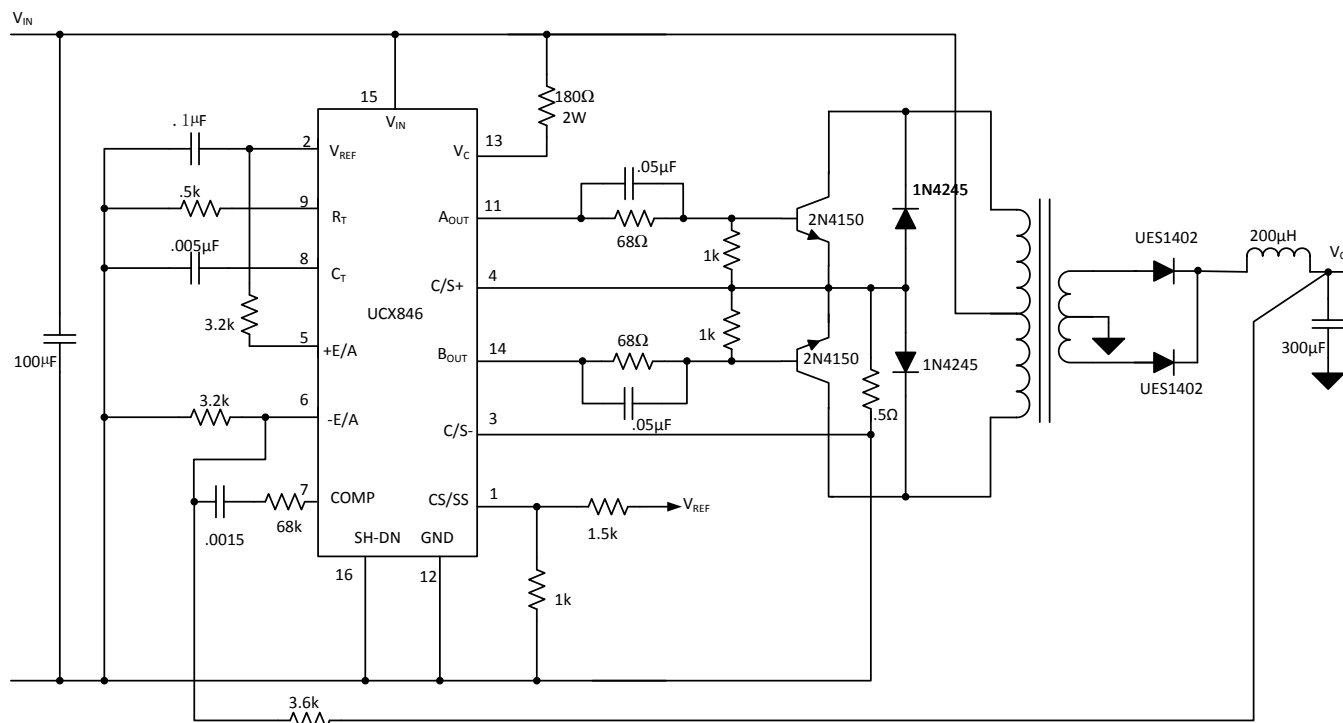 VIN
15
VIN
180Ω
2W
.1µF
2
VREF
13
VC
.5k
9
RT
.05µF
11
AOUT
68Ω
2N4150
1N4245
.005µF
8
CT
1k
4
C/S+
UCX846
3.2k
5
+E/A
1k
14
BOUT
68Ω
2N4150
1N4245
.05µF
.5Ω
100µF
3.2k
6
-E/A
3
C/S-
7
COMP
68k
.0015
1
CS/SS
1.5k
VREF
SH-DN
GND
16
12
1k
3.6k
UES1402
UES1402
200µH
300µF